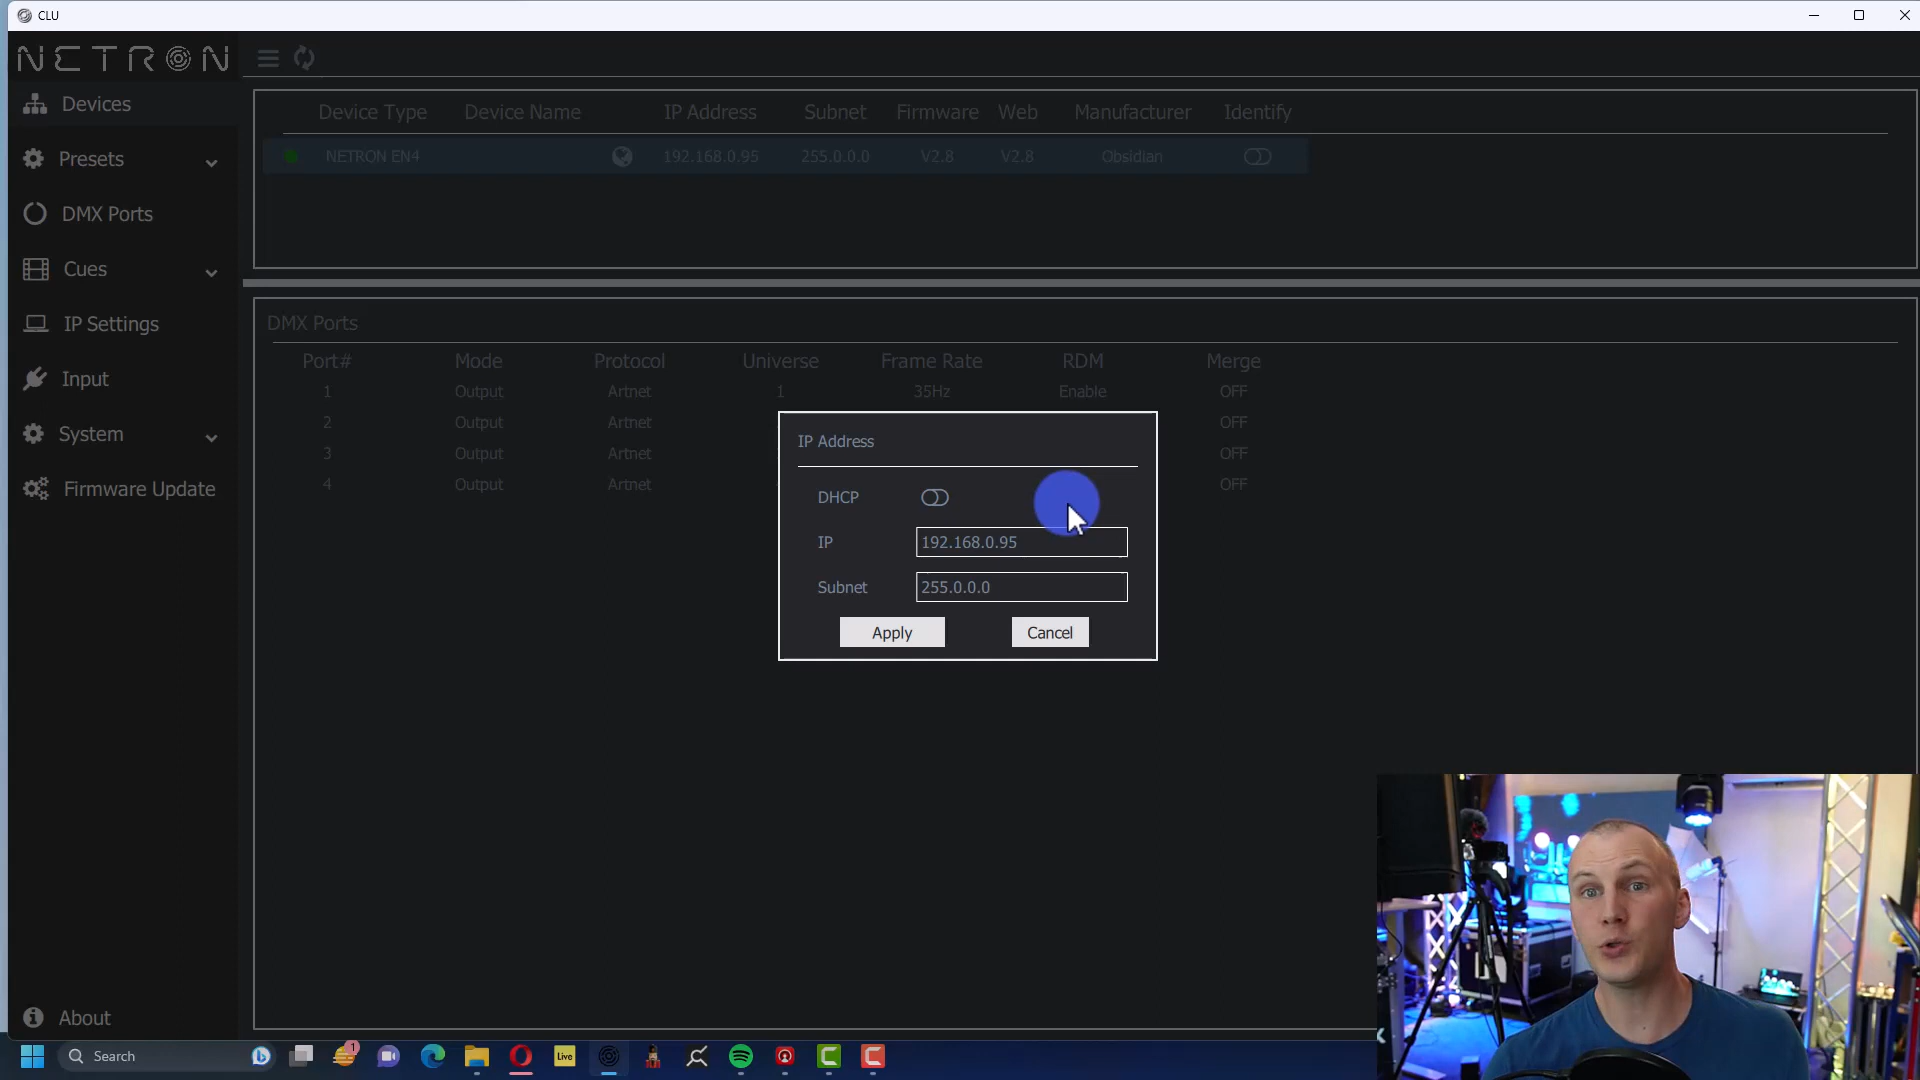 CLU
NETRON
Devices
Presets
DMX Ports
Cues
IP Settings
Input
System
Firmware Update
About
Device Type Device Name IP Address Subnet Firmware Web Manufacturer Identify
NETRON EN4 192.168.0.95 255.0.0.0 V2.8 V2.8 Obsidian
DMX Ports
Port# Mode Protocol Universe Frame Rate RDM Merge
1 Output Artnet 1 35Hz Enable OFF
2 Output Artnet OFF
3 Output Artnet OFF
4 Output Artnet OFF
IP Address
DHCP
IP 192.168.0.95
Subnet 255.0.0.0
Apply Cancel
Search 1 Live